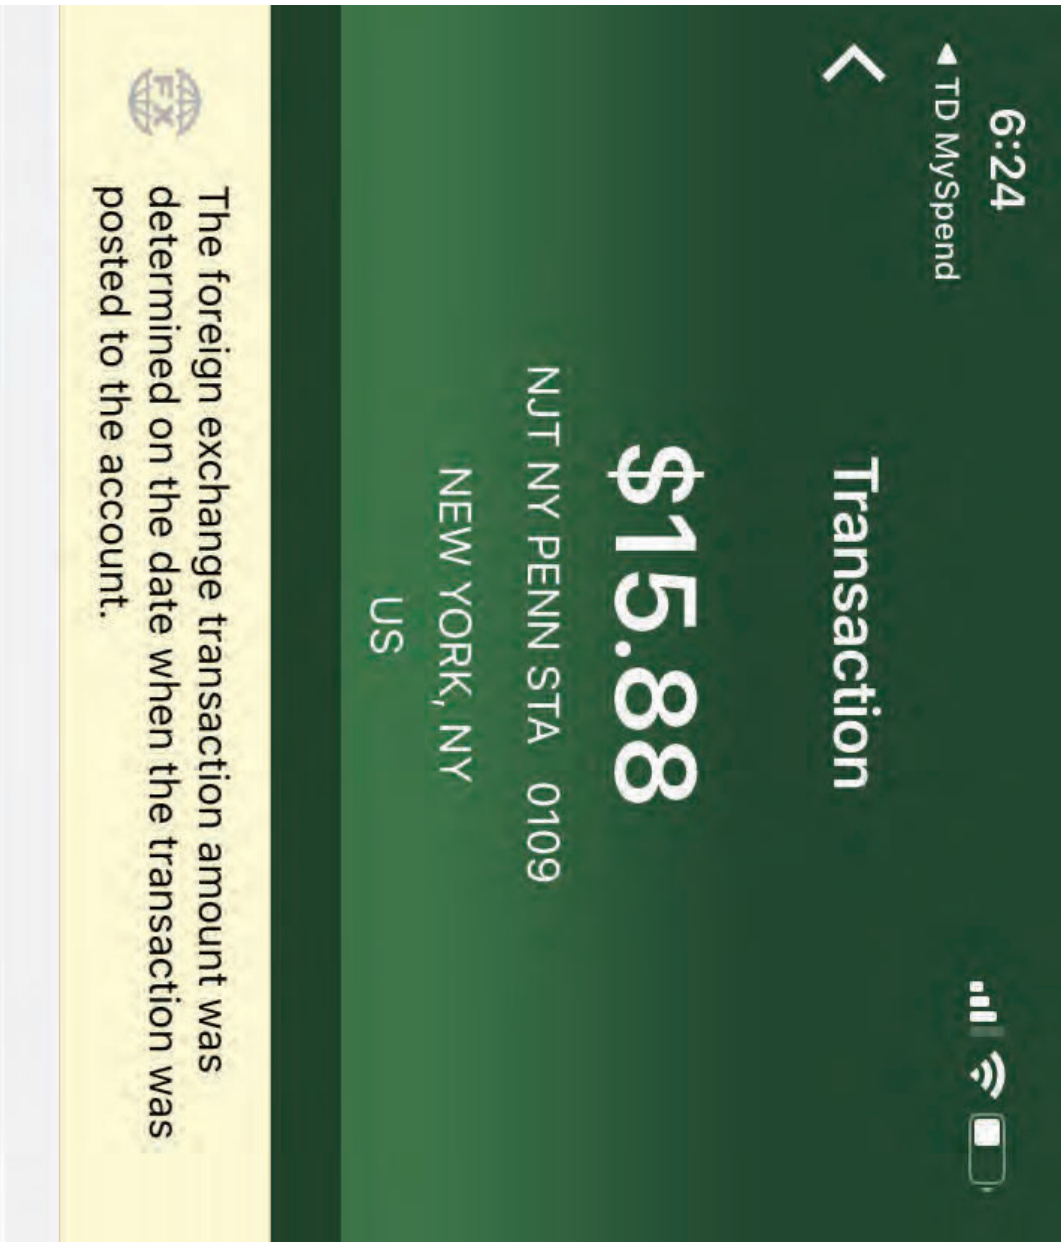 6:24
◀ TD MySpend
Transaction
$15.88
NJT NY PENN STA 0109
NEW YORK, NY
US
FX
The foreign exchange transaction amount was
determined on the date when the transaction was
posted to the account.